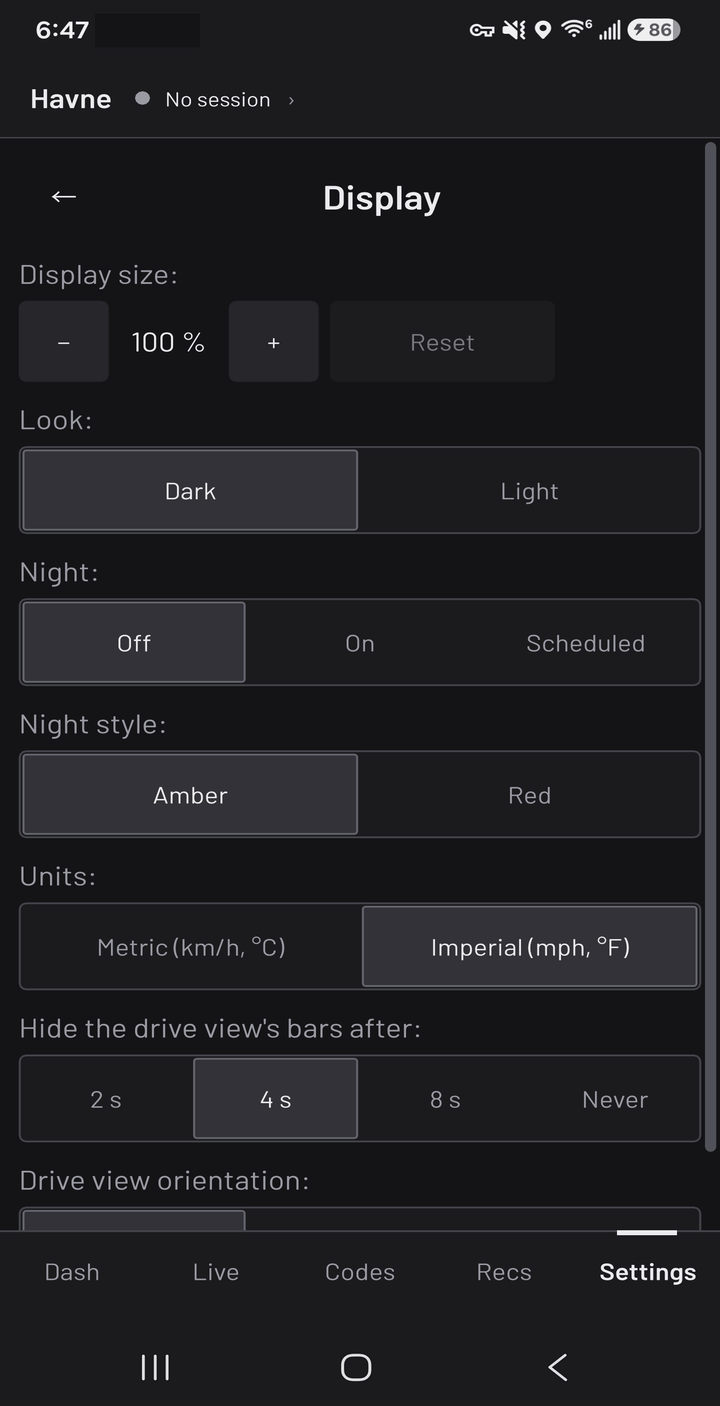 6:47
6
86
Havne No session ›
← Display
Display size:
– 100 % + Reset
Look:
Dark Light
Night:
Off On Scheduled
Night style:
Amber Red
Units:
Metric (km/h, °C) Imperial (mph, °F)
Hide the drive view's bars after:
2 s 4 s 8 s Never
Drive view orientation:
Dash Live Codes Recs Settings